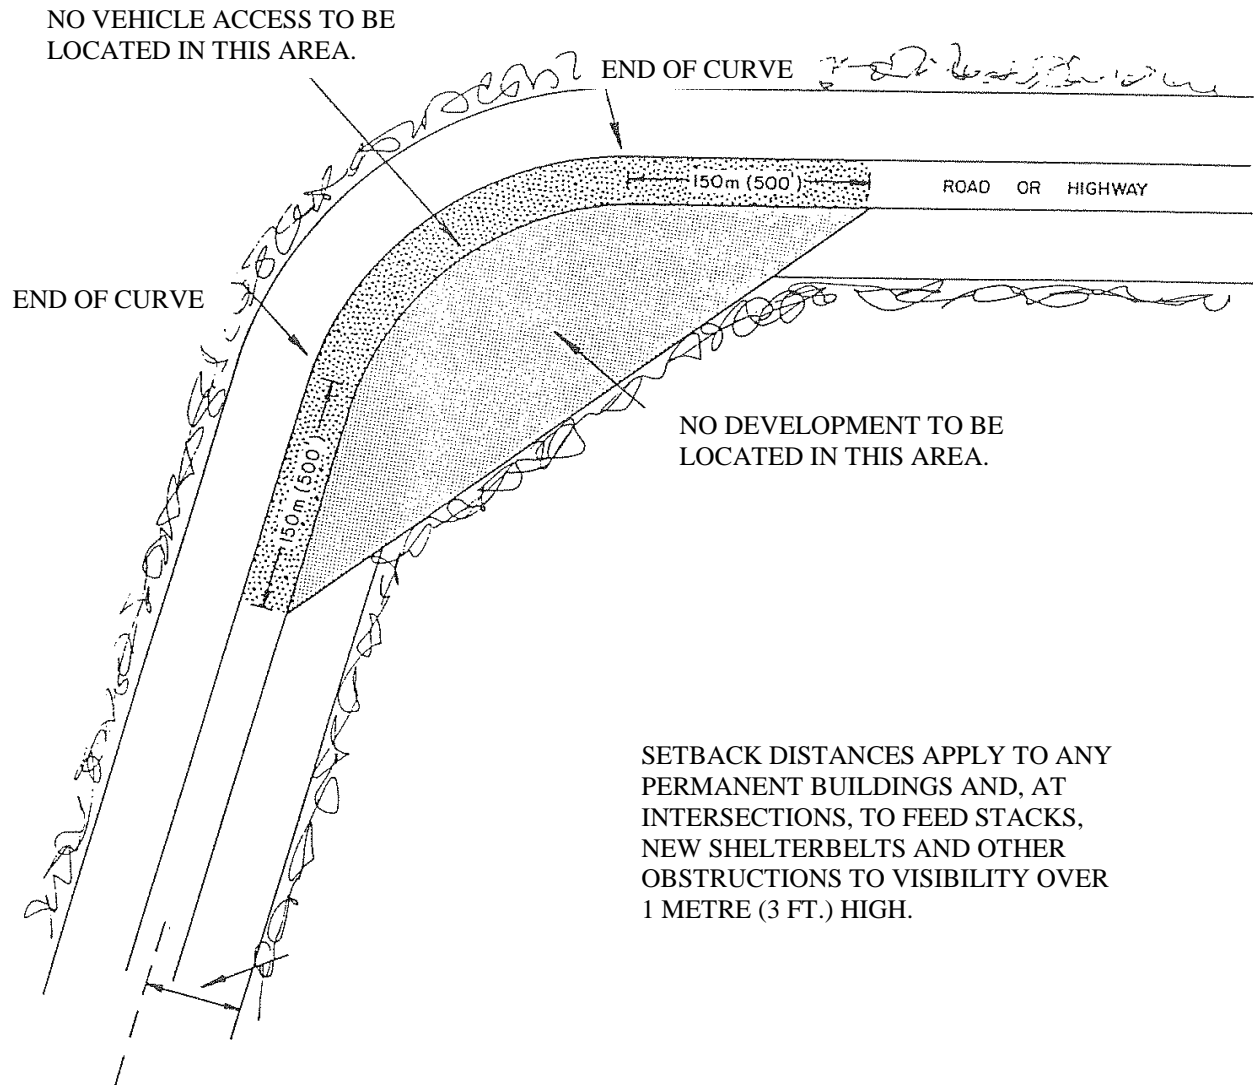 NO VEHICLE ACCESS TO BE
LOCATED IN THIS AREA.
END OF CURVE
150m (500')
ROAD OR HIGHWAY
END OF CURVE
NO DEVELOPMENT TO BE
LOCATED IN THIS AREA.
150m (500')
SETBACK DISTANCES APPLY TO ANY
PERMANENT BUILDINGS AND, AT
INTERSECTIONS, TO FEED STACKS,
NEW SHELTERBELTS AND OTHER
OBSTRUCTIONS TO VISIBILITY OVER
1 METRE (3 FT.) HIGH.